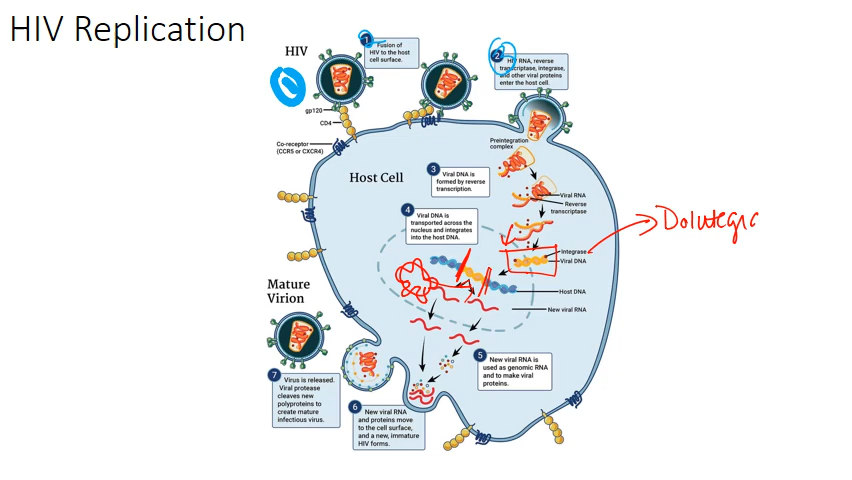 HIV Replication
HIV
1
Fusion of
HIV to the host
cell surface.
2
HIV RNA, reverse
transcriptase, integrase,
and other viral proteins
enter the host cell.
gp120
CD4
Co-receptor
(CCR5 or CXCR4)
Preintegration
complex
Host Cell
3
Viral DNA is
formed by reverse
transcription.
Viral RNA
Reverse
transcriptase
4
Viral DNA is
transported across the
nucleus and integrates
into the host DNA.
Dolutegra
Integrase
Viral DNA
Host DNA
New viral RNA
Mature
Virion
5
New viral RNA is
used as genomic RNA
and to make viral
proteins.
7
Virus is released.
Viral protease
cleaves new
polyproteins to
create mature
infectious virus.
6
New viral RNA
and proteins move
to the cell surface,
and a new, immature
HIV forms.